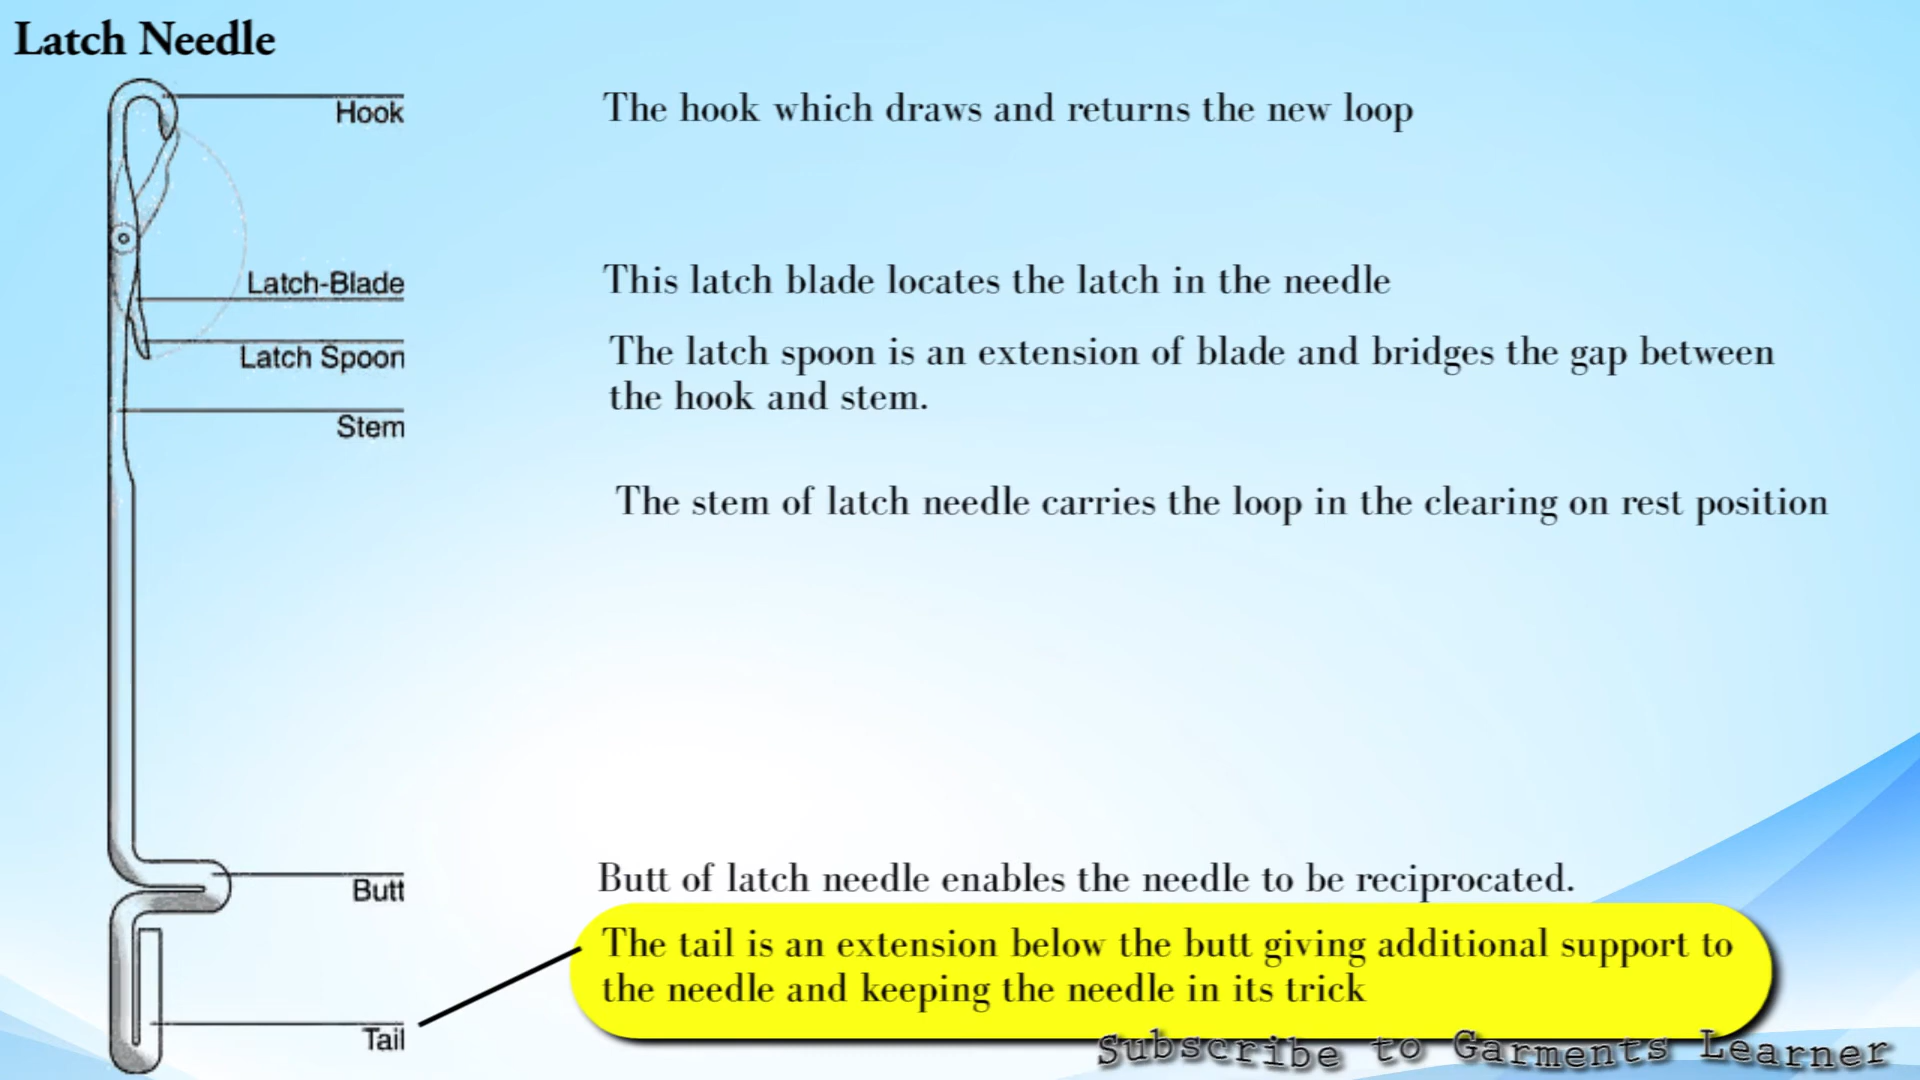 Latch Needle
Hook
The hook which draws and returns the new loop
Latch-Blade
This latch blade locates the latch in the needle
Latch Spoon
The latch spoon is an extension of blade and bridges the gap between
the hook and stem.
Stem
The stem of latch needle carries the loop in the clearing on rest position
Butt
Butt of latch needle enables the needle to be reciprocated.
The tail is an extension below the butt giving additional support to
the needle and keeping the needle in its trick
Tail
Subscribe to Garments Learner